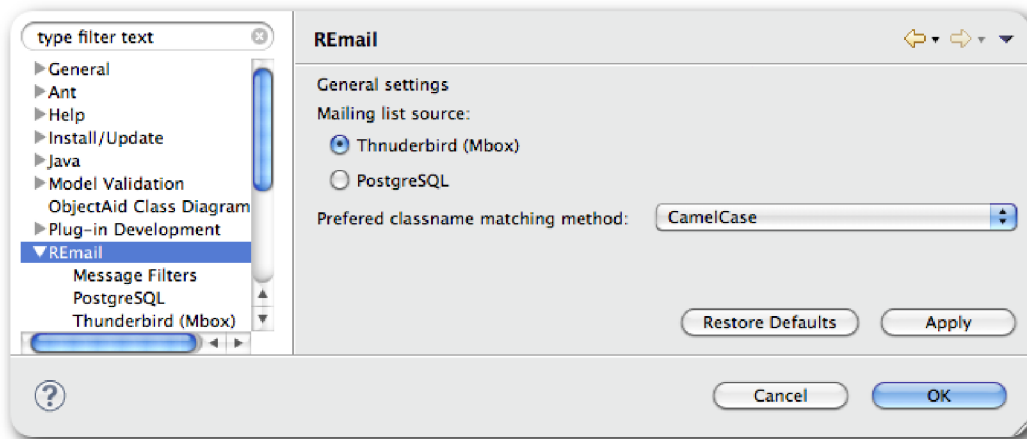 type filter text
General
Ant
Help
Install/Update
Java
Model Validation
ObjectAid Class Diagram
Plug-in Development
REmail
Message Filters
PostgreSQL
Thunderbird (Mbox)
REmail
General settings
Mailing list source:
Thnuderbird (Mbox)
PostgreSQL
Prefered classname matching method: CamelCase
Restore Defaults Apply
? Cancel OK